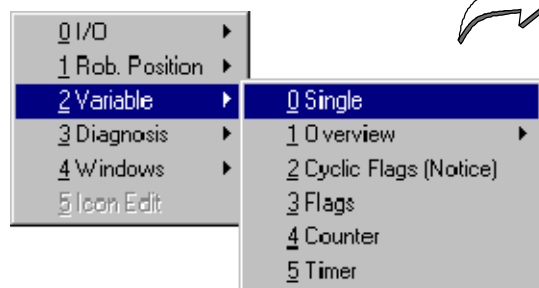 0 I/O
1 Rob. Position
2 Variable
3 Diagnosis
4 Windows
5 Icon Edit
0 Single
1 Overview
2 Cyclic Flags (Notice)
3 Flags
4 Counter
5 Timer